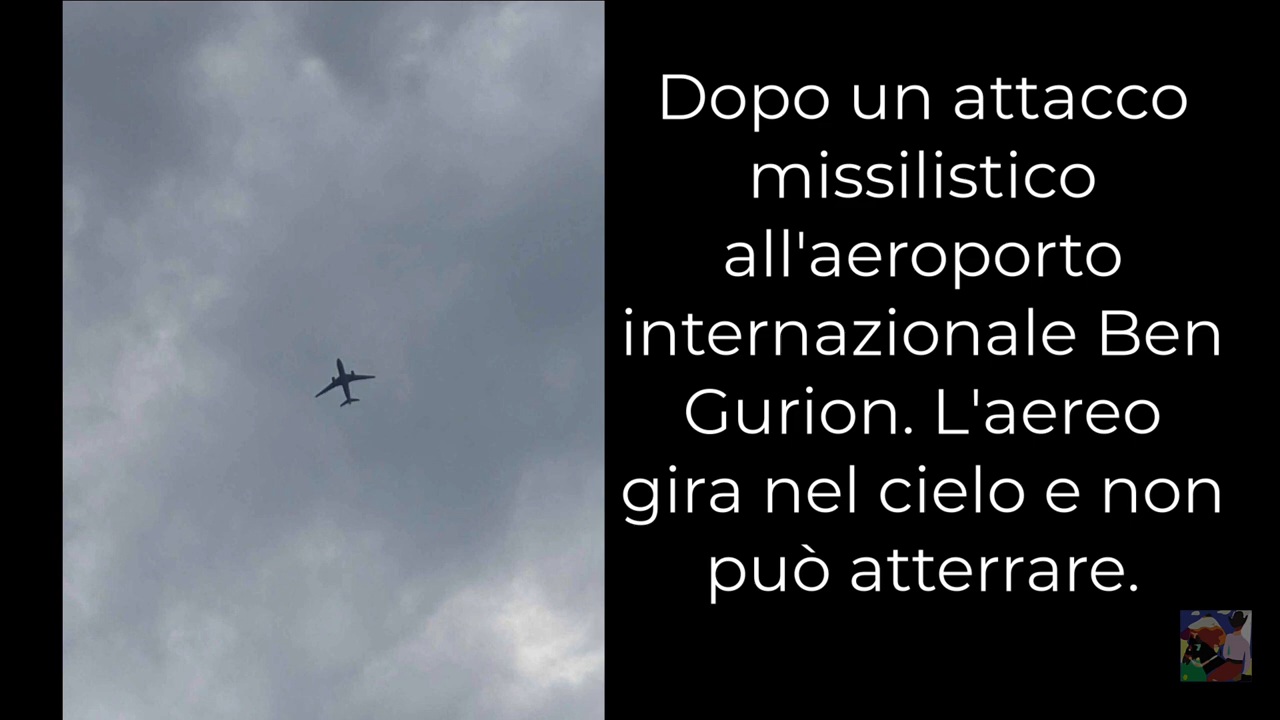 Dopo un attacco
missilistico
all'aeroporto
internazionale Ben
Gurion. L'aereo
gira nel cielo e non
può atterrare.